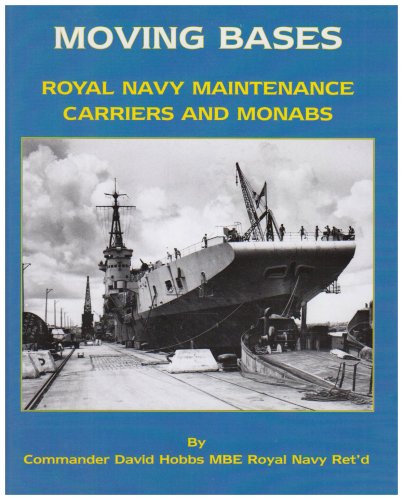 MOVING BASES
ROYAL NAVY MAINTENANCE
CARRIERS AND MONABS
By
Commander David Hobbs MBE Royal Navy Ret'd